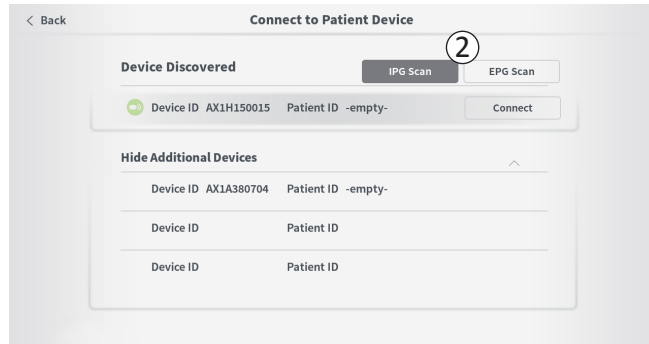 < Back Connect to Patient Device
②
Device Discovered IPG Scan EPG Scan
Device ID AX1H150015 Patient ID -empty- Connect
Hide Additional Devices
Device ID AX1A380704 Patient ID -empty-
Device ID Patient ID
Device ID Patient ID